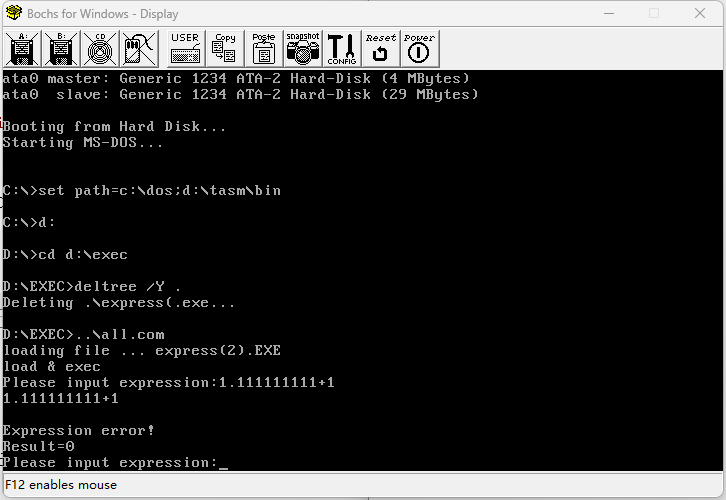 Bochs for Windows - Display
A:
B:
CD
USER
Copy
Paste
snapshot
CONFIG
Reset
Power
ata0 master: Generic 1234 ATA-2 Hard-Disk (4 MBytes)
ata0  slave: Generic 1234 ATA-2 Hard-Disk (29 MBytes)
Booting from Hard Disk...
Starting MS-DOS...
C:\>set path=c:\dos;d:\tasm\bin
C:\>d:
D:\>cd d:\exec
D:\EXEC>deltree /Y .
Deleting .\express(.exe...
D:\EXEC>..\all.com
loading file ... express(2).EXE
load & exec
Please input expression:1.111111111+1
1.111111111+1
Expression error!
Result=0
Please input expression:_
F12 enables mouse